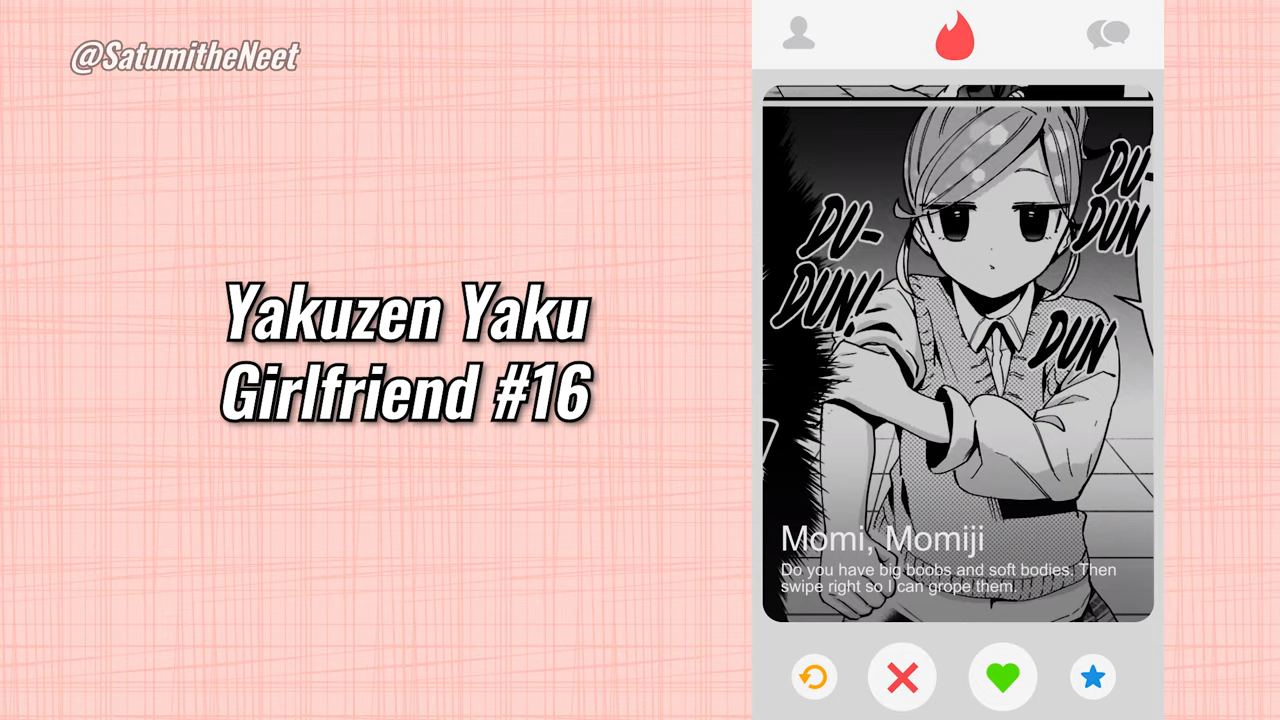 @SatumitheNeet
Yakuzen Yaku
Girlfriend #16
DU-
DUN!
DU-
DUN
DUN
Momi, Momiji
Do you have big boobs and soft bodies. Then
swipe right so I can grope them.